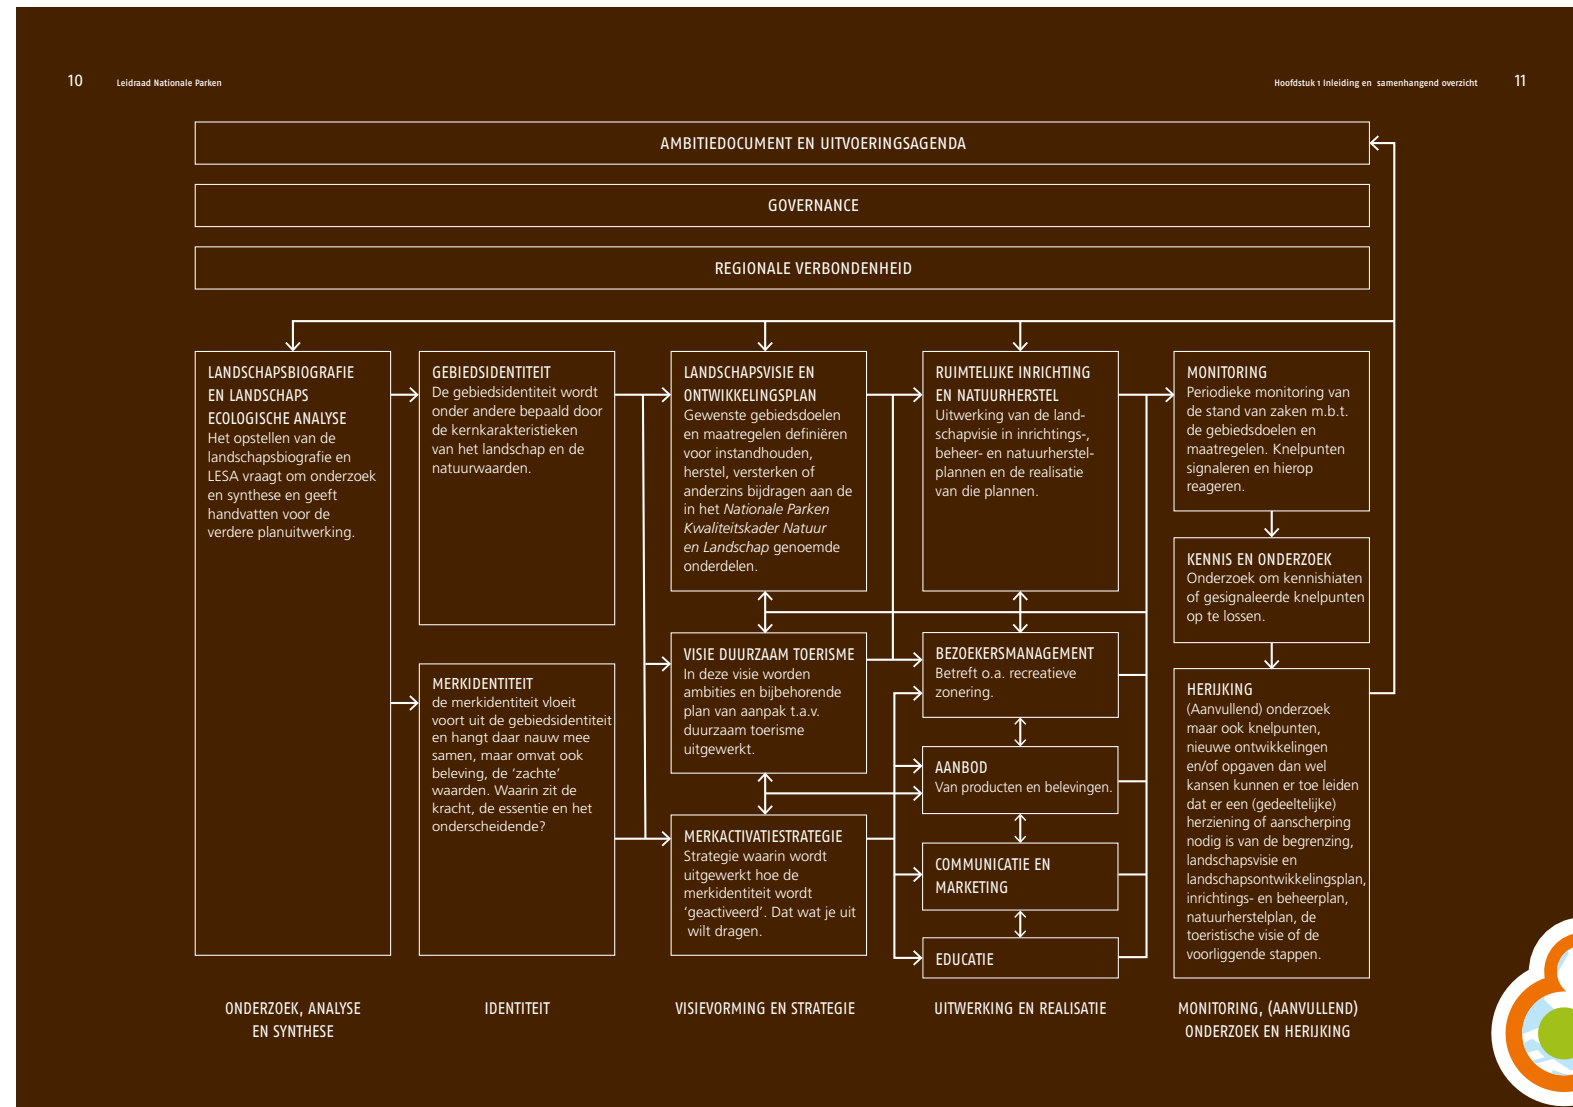 10
Leidraad Nationale Parken
Hoofdstuk 1 Inleiding en samenhangend overzicht
11
AMBITIEDOCUMENT EN UITVOERINGSAGENDA
GOVERNANCE
REGIONALE VERBONDENHEID
LANDSCHAPSBIOGRAFIE
EN LANDSCHAPS
ECOLOGISCHE ANALYSE
Het opstellen van de
landschapsbiografie en
LESA vraagt om onderzoek
en synthese en geeft
handvatten voor de
verdere planuitwerking.
GEBIEDSIDENTITEIT
De gebiedsidentiteit wordt
onder andere bepaald door
de kernkarakteristieken
van het landschap en de
natuurwaarden.
MERKIDENTITEIT
de merkidentiteit vloeit
voort uit de gebiedsidentiteit
en hangt daar nauw mee
samen, maar omvat ook
beleving, de ‘zachte’
waarden. Waarin zit de
kracht, de essentie en het
onderscheidende?
LANDSCHAPSVISIE EN
ONTWIKKELINGSPLAN
Gewenste gebiedsdoelen
en maatregelen definiëren
voor instandhouden,
herstel, versterken of
anderzins bijdragen aan de
in het Nationale Parken
Kwaliteitskader Natuur
en Landschap genoemde
onderdelen.
VISIE DUURZAAM TOERISME
In deze visie worden
ambities en bijbehorende
plan van aanpak t.a.v.
duurzaam toerisme
uitgewerkt.
MERKACTIVATIESTRATEGIE
Strategie waarin wordt
uitgewerkt hoe de
merkidentiteit wordt
‘geactiveerd’. Dat wat je uit
wilt dragen.
RUIMTELIJKE INRICHTING
EN NATUURHERSTEL
Uitwerking van de land-
schapvisie in inrichtings-,
beheer- en natuurherstel-
plannen en de realisatie
van die plannen.
BEZOEKERSMANAGEMENT
Betreft o.a. recreatieve
zonering.
AANBOD
Van producten en belevingen.
COMMUNICATIE EN
MARKETING
EDUCATIE
MONITORING
Periodieke monitoring van
de stand van zaken m.b.t.
de gebiedsdoelen en
maatregelen. Knelpunten
signaleren en hierop
reageren.
KENNIS EN ONDERZOEK
Onderzoek om kennishiaten
of gesignaleerde knelpunten
op te lossen.
HERIJKING
(Aanvullend) onderzoek
maar ook knelpunten,
nieuwe ontwikkelingen
en/of opgaven dan wel
kansen kunnen er toe leiden
dat er een (gedeeltelijke)
herziening of aanscherping
nodig is van de begrenzing,
landschapsvisie en
landschapsontwikkelingsplan,
inrichtings- en beheerplan,
natuurherstelplan, de
toeristische visie of de
voorliggende stappen.
ONDERZOEK, ANALYSE
EN SYNTHESE
IDENTITEIT
VISIEVORMING EN STRATEGIE
UITWERKING EN REALISATIE
MONITORING, (AANVULLEND)
ONDERZOEK EN HERIJKING